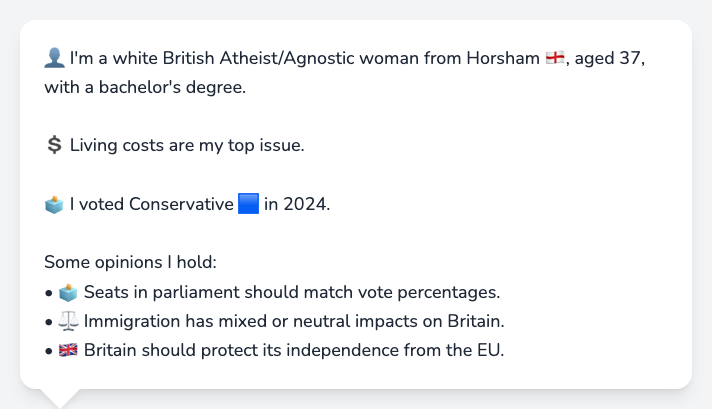 👤 I'm a white British Atheist/Agnostic woman from Horsham 🏴󠁧󠁢󠁥󠁮󠁧󠁿, aged 37,
with a bachelor's degree.
💲 Living costs are my top issue.
🗳️ I voted Conservative 🟦 in 2024.
Some opinions I hold:
• 🗳️ Seats in parliament should match vote percentages.
• ⚖️ Immigration has mixed or neutral impacts on Britain.
• 🇬🇧 Britain should protect its independence from the EU.